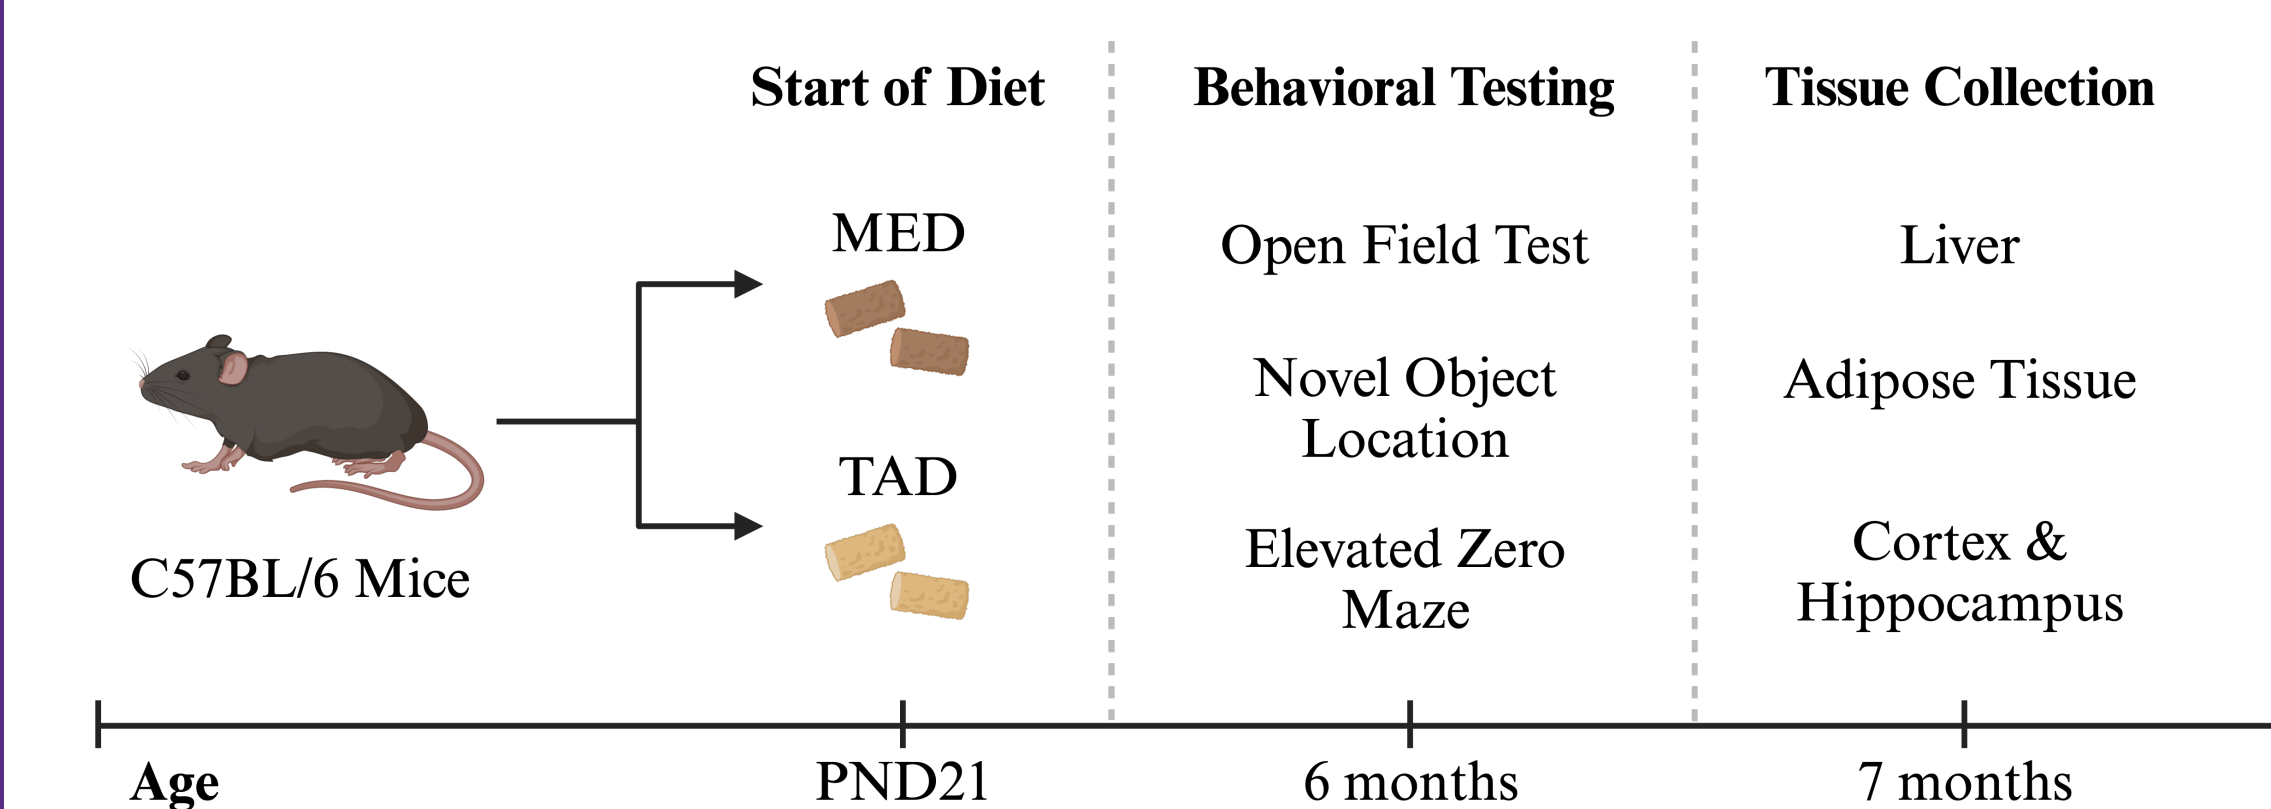 Start of Diet
Behavioral Testing
Tissue Collection
MED
TAD
Open Field Test
Novel Object
Location
Elevated Zero
Maze
Liver
Adipose Tissue
Cortex &
Hippocampus
C57BL/6 Mice
Age
PND21
6 months
7 months